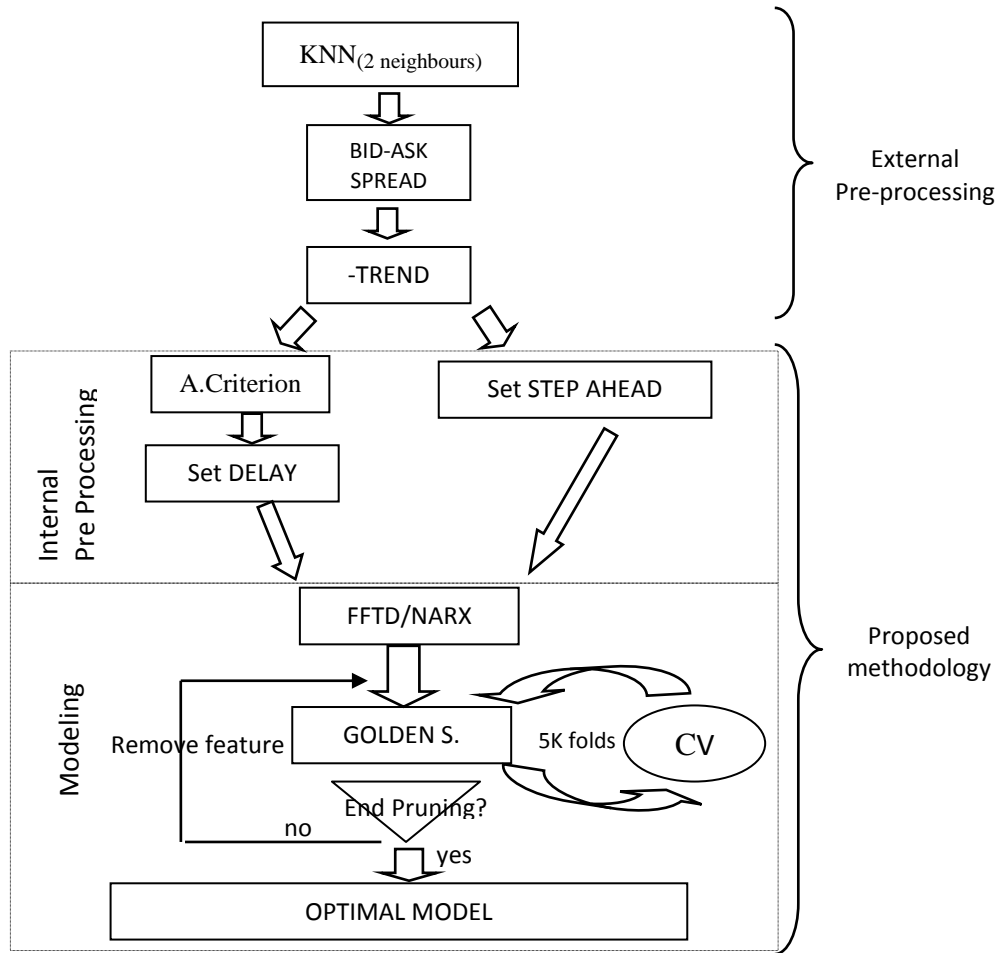 KNN(2 neighbours)
BID-ASK
SPREAD
-TREND
External
Pre-processing
A.Criterion
Set STEP AHEAD
Set DELAY
Internal
Pre Processing
FFTD/NARX
Proposed
methodology
Modeling
Remove feature
GOLDEN S.
5K folds
CV
End Pruning?
no
yes
OPTIMAL MODEL